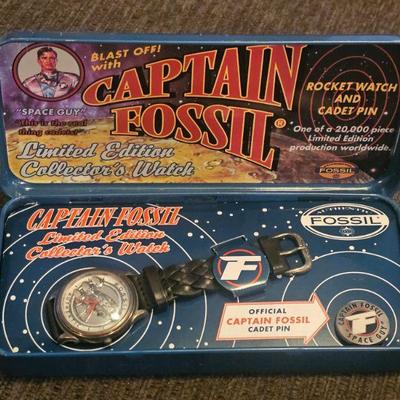 BLAST OFF!
with
CAPTAIN
FOSSIL®
"SPACE GUY"
"This is the real
thing cadets!"
Limited Edition
Collector's Watch
ROCKET WATCH
AND
CADET PIN
One of a 20,000 piece
Limited Edition
production worldwide.
FOSSIL
CAPTAIN FOSSIL
Limited Edition
Collector's Watch
AUTHENTIC
FOSSIL
F
OFFICIAL
CAPTAIN FOSSIL
CADET PIN
CAPTAIN FOSSIL
F
SPACE GUY